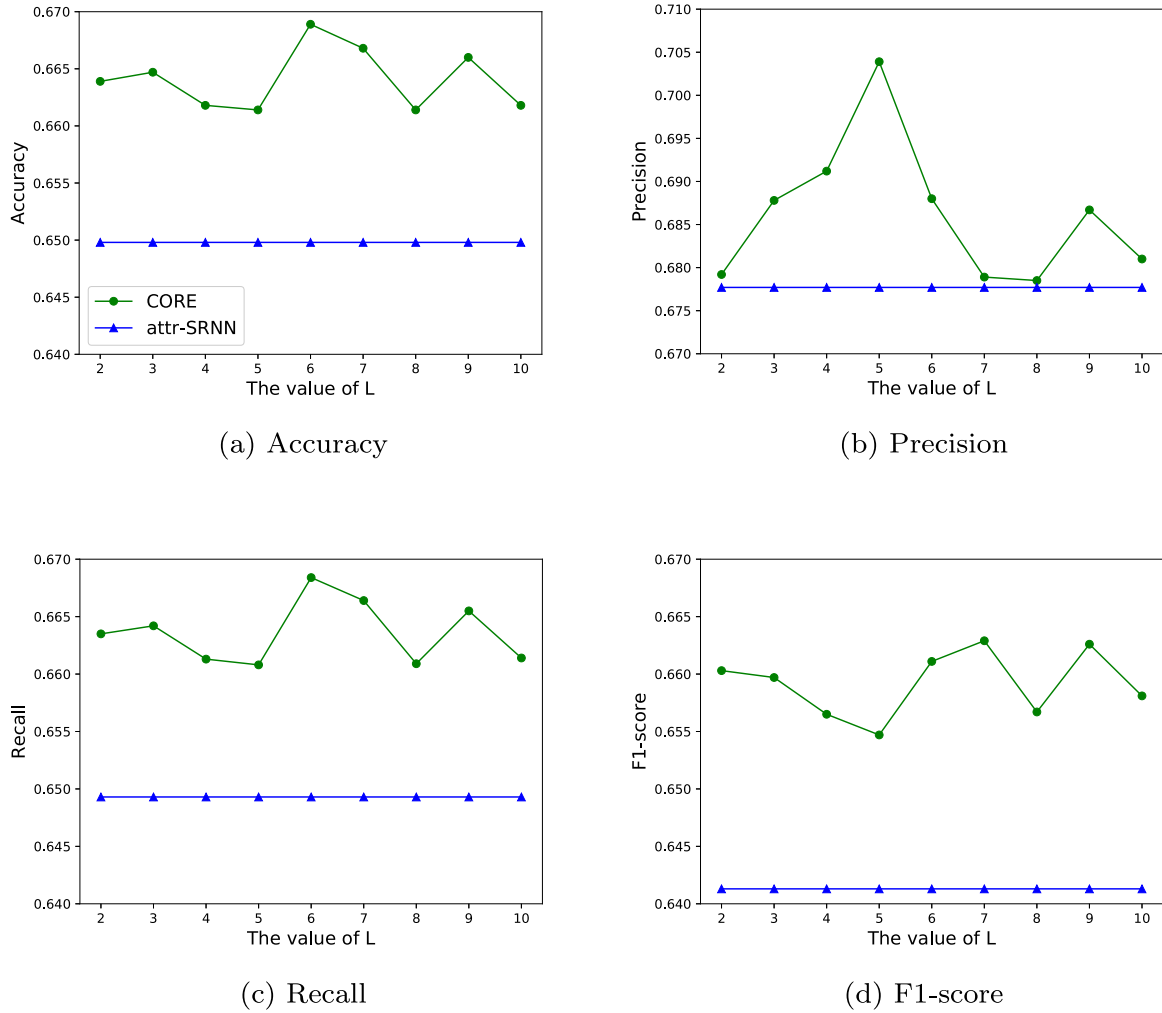 0.670
0.665
0.660
0.655
0.650
0.645
0.640
Accuracy
CORE
attr-SRNN
2 3 4 5 6 7 8 9 10
The value of L
(a) Accuracy
0.710
0.705
0.700
0.695
0.690
0.685
0.680
0.675
0.670
Precision
2 3 4 5 6 7 8 9 10
The value of L
(b) Precision
0.670
0.665
0.660
0.655
0.650
0.645
0.640
Recall
2 3 4 5 6 7 8 9 10
The value of L
(c) Recall
0.670
0.665
0.660
0.655
0.650
0.645
0.640
F1-score
2 3 4 5 6 7 8 9 10
The value of L
(d) F1-score